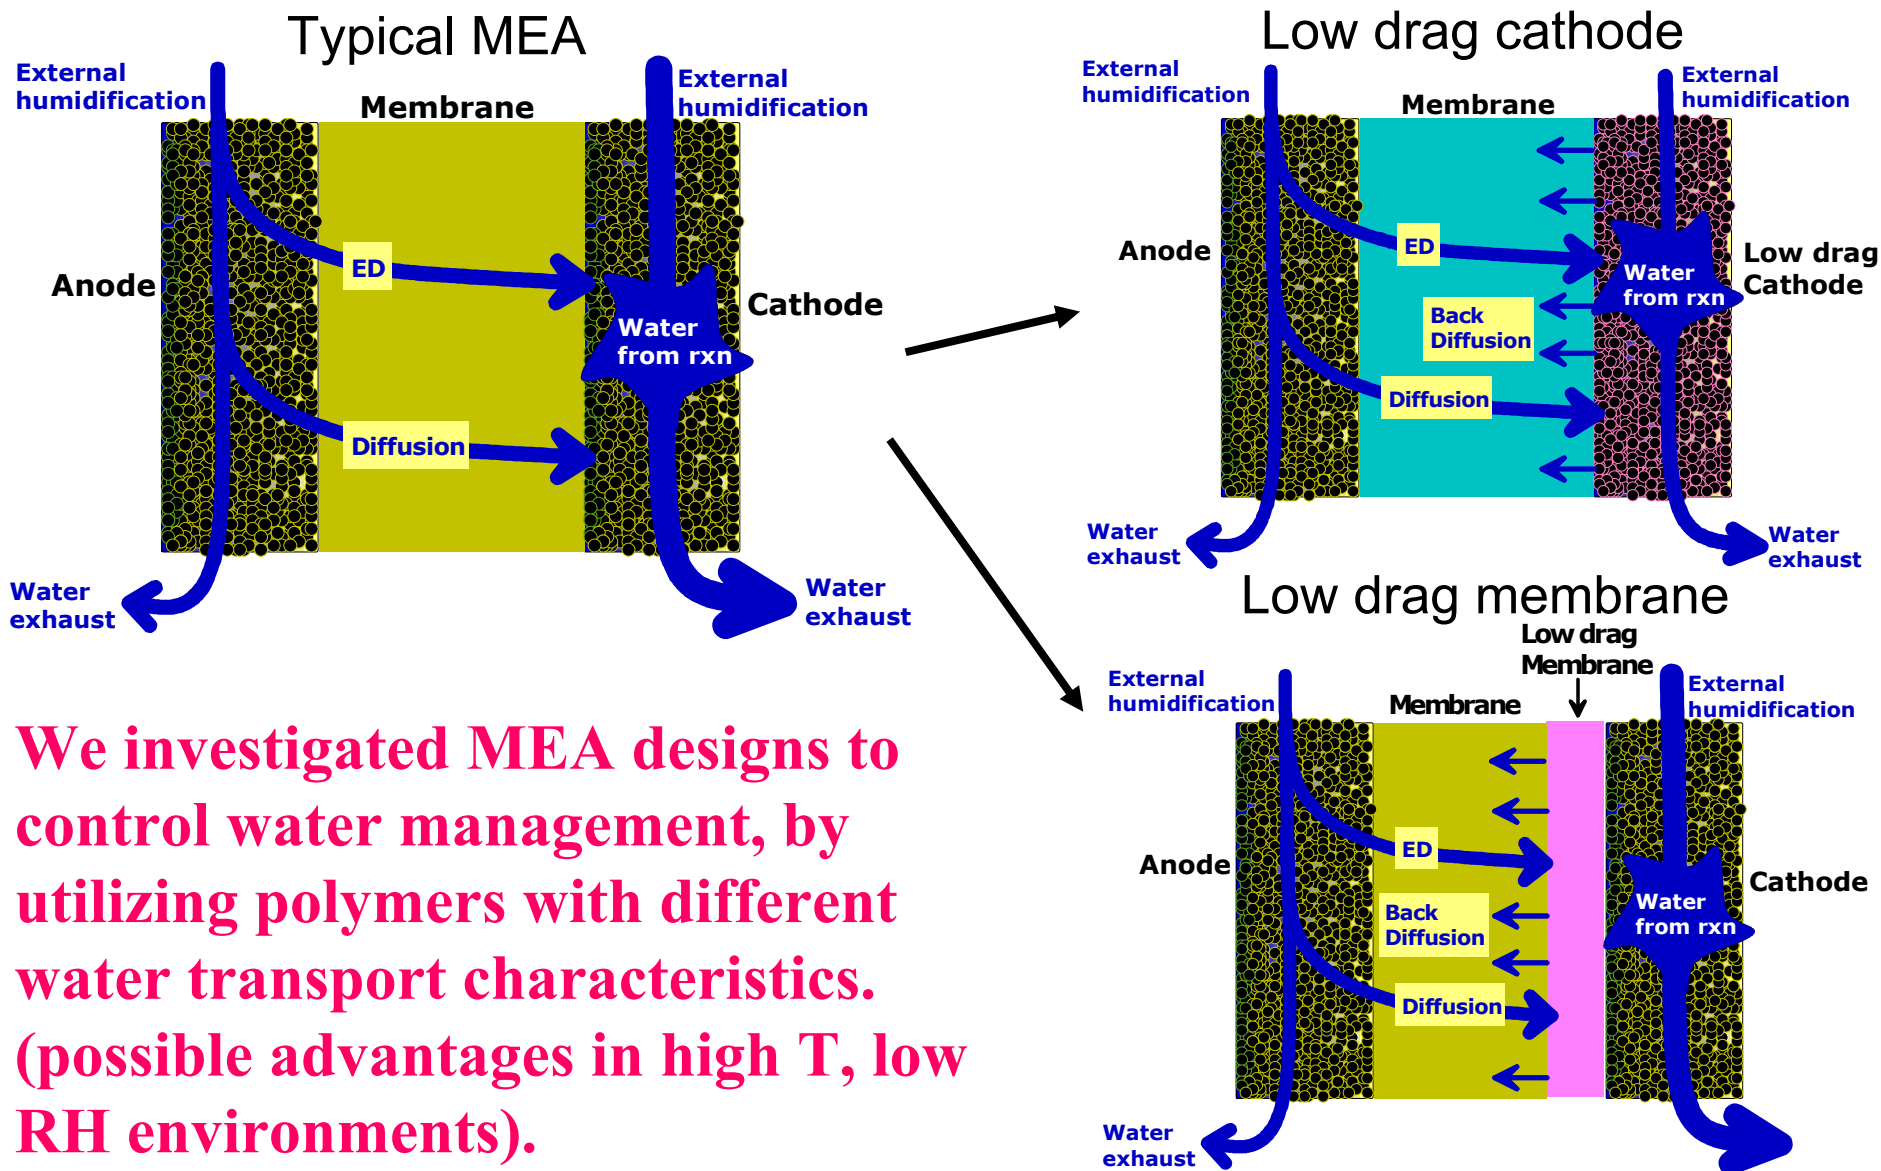 Typical MEA
External
humidification
Membrane
External
humidification
Anode
ED
Water
from rxn
Cathode
Diffusion
Water
exhaust
Water
exhaust
Low drag cathode
External
humidification
Membrane
External
humidification
Anode
ED
Water
from rxn
Low drag
Cathode
Back
Diffusion
Diffusion
Water
exhaust
Water
exhaust
Low drag membrane
Low drag
Membrane
External
humidification
Membrane
External
humidification
Anode
ED
Water
from rxn
Cathode
Back
Diffusion
Diffusion
Water
exhaust
We investigated MEA designs to
control water management, by
utilizing polymers with different
water transport characteristics.
(possible advantages in high T, low
RH environments).